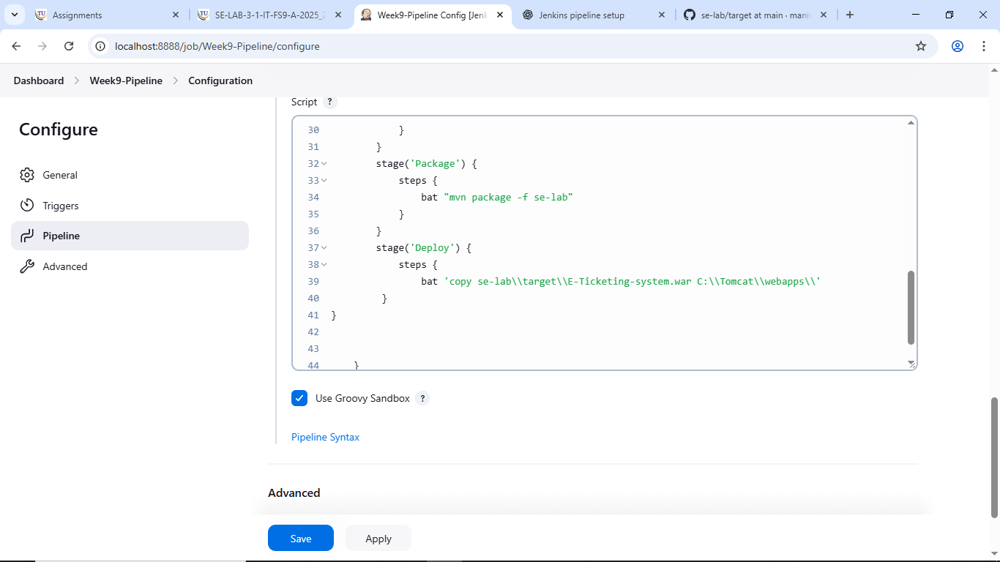 Assignments
SE-LAB-3-1-IT-FS9-A-2025_2
Week9-Pipeline Config [Jen
Jenkins pipeline setup
se-lab/target at main · manis
localhost:8888/job/Week9-Pipeline/configure
Dashboard > Week9-Pipeline > Configuration
Configure
General
Triggers
Pipeline
Advanced
Script ?
30 }
31 }
32 stage('Package') {
33 steps {
34 bat "mvn package -f se-lab"
35 }
36 }
37 stage('Deploy') {
38 steps {
39 bat 'copy se-lab\\target\\E-Ticketing-system.war C:\\Tomcat\\webapps\\'
40 }
41 }
42
43
44 }
Use Groovy Sandbox ?
Pipeline Syntax
Advanced
Save
Apply